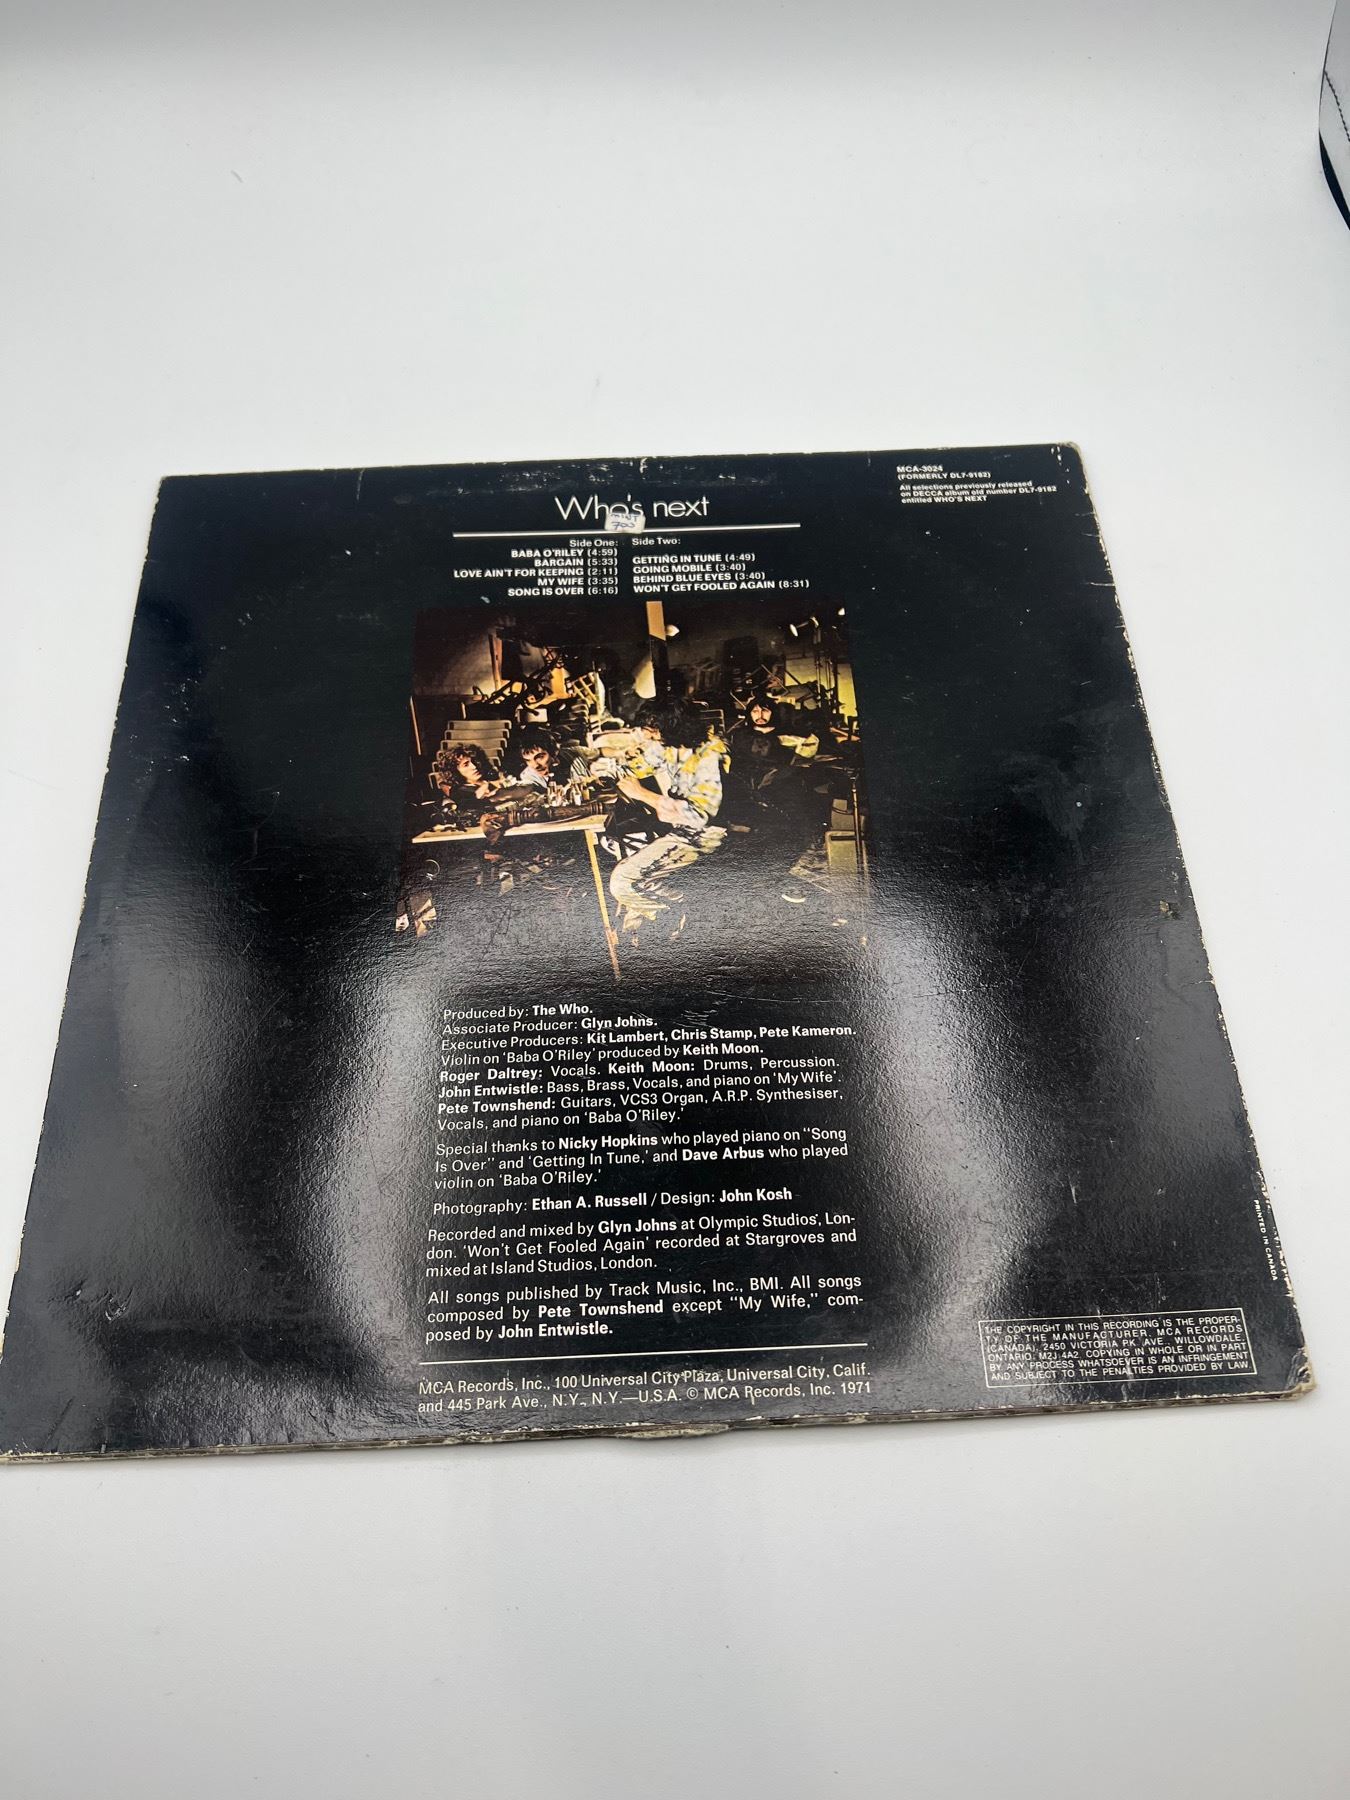 MCA-3024
(FORMERLY DL7-9182)
All selections previously released
on DECCA album old number DL7-9182
entitled WHO'S NEXT
Who's next
MINT
700
Side One:
BABA O'RILEY (4:59)
BARGAIN (5:33)
LOVE AIN'T FOR KEEPING (2:11)
MY WIFE (3:35)
SONG IS OVER (6:16)
Side Two:
GETTING IN TUNE (4:49)
GOING MOBILE (3:40)
BEHIND BLUE EYES (3:40)
WON'T GET FOOLED AGAIN (8:31)
Produced by: The Who.
Associate Producer: Glyn Johns.
Executive Producers: Kit Lambert, Chris Stamp, Pete Kameron.
Violin on 'Baba O'Riley' produced by Keith Moon.
Roger Daltrey: Vocals. Keith Moon: Drums, Percussion.
John Entwistle: Bass, Brass, Vocals, and piano on 'My Wife'.
Pete Townshend: Guitars, VCS3 Organ, A.R.P. Synthesiser,
Vocals, and piano on 'Baba O'Riley.'
Special thanks to Nicky Hopkins who played piano on "Song
Is Over" and 'Getting In Tune,' and Dave Arbus who played
violin on 'Baba O'Riley.'
Photography: Ethan A. Russell / Design: John Kosh
Recorded and mixed by Glyn Johns at Olympic Studios, Lon-
don. 'Won't Get Fooled Again' recorded at Stargroves and
mixed at Island Studios, London.
All songs published by Track Music, Inc., BMI. All songs
composed by Pete Townshend except "My Wife," com-
posed by John Entwistle.
MCA Records, Inc., 100 Universal City Plaza, Universal City, Calif.
and 445 Park Ave., N.Y., N.Y.—U.S.A. © MCA Records, Inc. 1971
PRINTED IN CANADA
THE COPYRIGHT IN THIS RECORDING IS THE PROPER-
TY OF THE MANUFACTURER, MCA RECORDS
(CANADA), 2450 VICTORIA PK. AVE., WILLOWDALE,
ONTARIO. M2J 4A2. COPYING IN WHOLE OR IN PART
BY ANY PROCESS WHATSOEVER IS AN INFRINGEMENT
AND SUBJECT TO THE PENALTIES PROVIDED BY LAW.